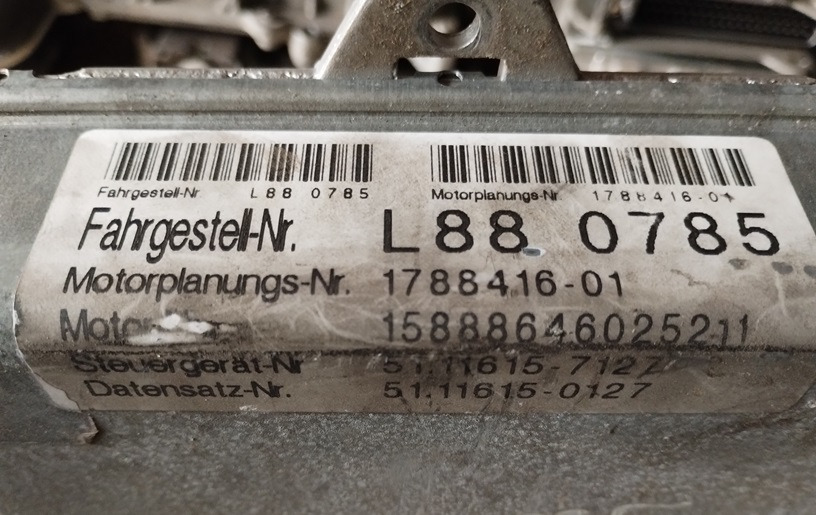 Fahrgestell-Nr L88 0785 Motorplanungs-Nr. 1788416-01
Fahrgestell-Nr. L88 0785
Motorplanungs-Nr. 1788416-01
15888646025211
Steuergerät-Nr 51.11615-7127
Datensatz-Nr. 51.11615-0127